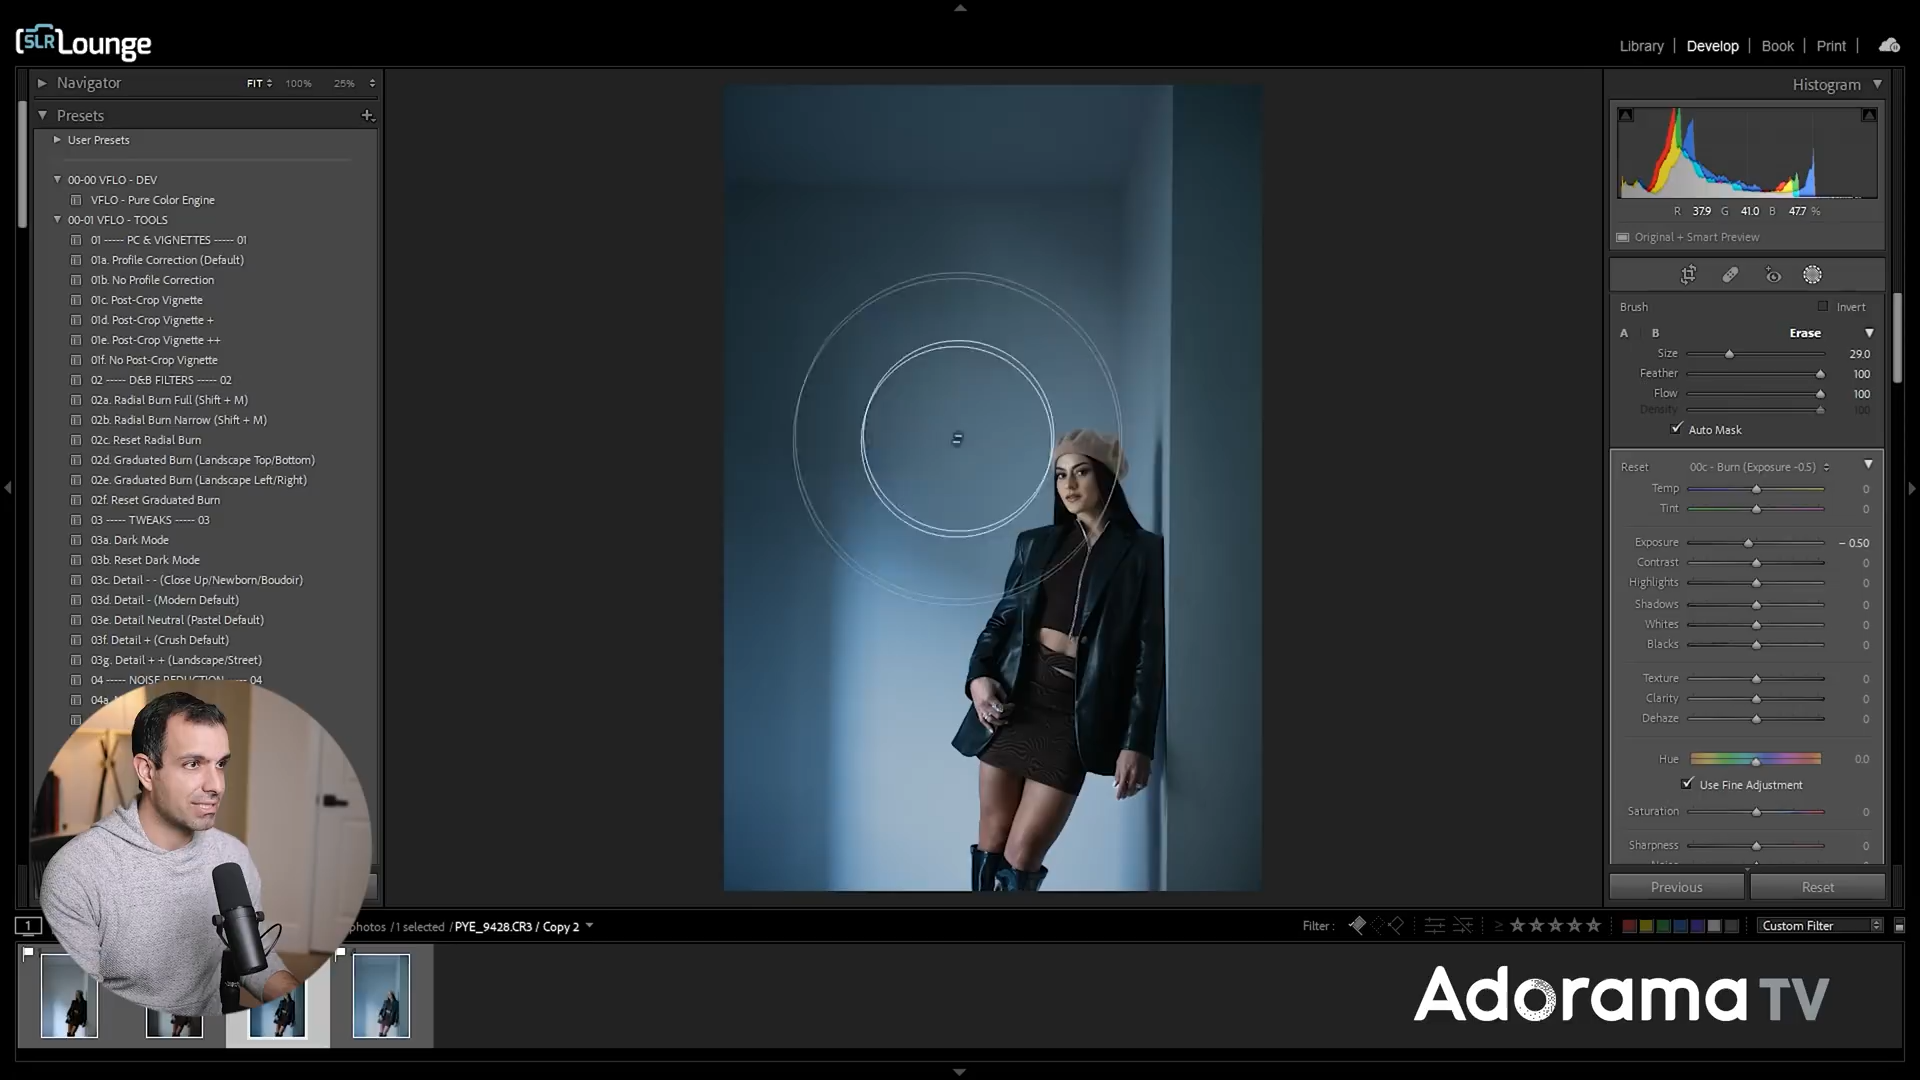 SLR Lounge
Library | Develop | Book | Print |
Navigator FIT 100% 25%
Presets +
User Presets
00-00 VFLO - DEV
VFLO - Pure Color Engine
00-01 VFLO - TOOLS
01 ----- PC & VIGNETTES ----- 01
01a. Profile Correction (Default)
01b. No Profile Correction
01c. Post-Crop Vignette
01d. Post-Crop Vignette +
01e. Post-Crop Vignette ++
01f. No Post-Crop Vignette
02 ----- D&B FILTERS ----- 02
02a. Radial Burn Full (Shift + M)
02b. Radial Burn Narrow (Shift + M)
02c. Reset Radial Burn
02d. Graduated Burn (Landscape Top/Bottom)
02e. Graduated Burn (Landscape Left/Right)
02f. Reset Graduated Burn
03 ----- TWEAKS ----- 03
03a. Dark Mode
03b. Reset Dark Mode
03c. Detail - - (Close Up/Newborn/Boudoir)
03d. Detail - (Modern Default)
03e. Detail Neutral (Pastel Default)
03f. Detail + (Crush Default)
03g. Detail + + (Landscape/Street)
04 ----- NOISE REDUCTION ----- 04
04a.
Histogram
R 37.9 G 41.0 B 47.7 %
Original + Smart Preview
Brush Invert
A B Erase
Size 29.0
Feather 100
Flow 100
Density 100
Auto Mask
Reset 00c - Burn (Exposure -0.5)
Temp 0
Tint 0
Exposure – 0.50
Contrast 0
Highlights 0
Shadows 0
Whites 0
Blacks 0
Texture 0
Clarity 0
Dehaze 0
Hue 0.0
Use Fine Adjustment
Saturation 0
Sharpness 0
Previous Reset
1 photos / 1 selected / PYE_9428.CR3 / Copy 2 Filter : ≥ Custom Filter
Adorama TV